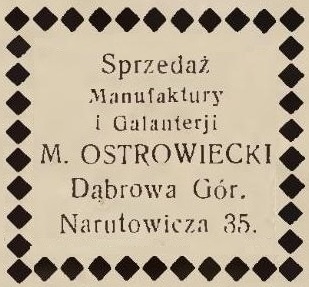 Sprzedaż
Manufaktury
i Galanterji
M. OSTROWIECKI
Dąbrowa Gór.
Narutowicza 35.